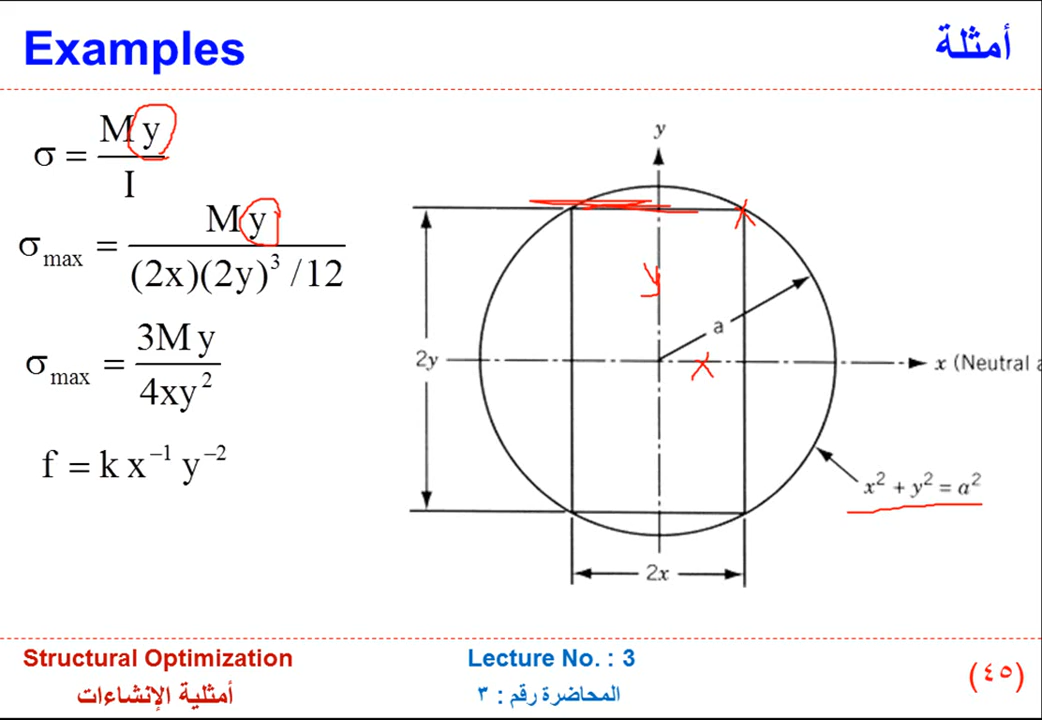 Examples
أمثلة
σ = My / I
σmax = My / (2x)(2y)³ /12
σmax = 3My / 4xy²
f = k x⁻¹ y⁻²
y
y
a
2y
x
x (Neutral a
x² + y² = a²
2x
Structural Optimization
أمثلية الإنشاءات
Lecture No. : 3
المحاضرة رقم : ٣
(٤٥)